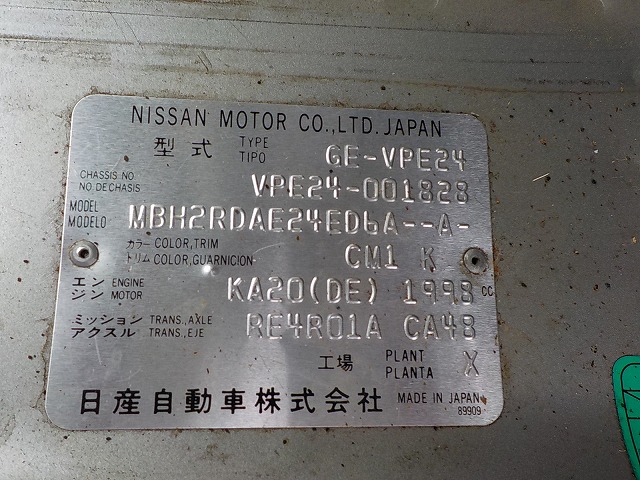 NISSAN MOTOR CO.,LTD. JAPAN
型式 TYPE TIPO GE-VPE24
CHASSIS NO NO DE CHASIS VPE24-001828
MODEL MODELO MBH2RDAE24ED6A--A-
カラー COLOR,TRIM
トリム COLOR,GUARNICION CM1 K
エンジン ENGINE MOTOR KA20(DE) 1998 cc
ミッション TRANS.,AXLE
アクスル TRANS.,EJE RE4R01A CA48
工場 PLANT PLANTA X
日産自動車株式会社 MADE IN JAPAN
89909